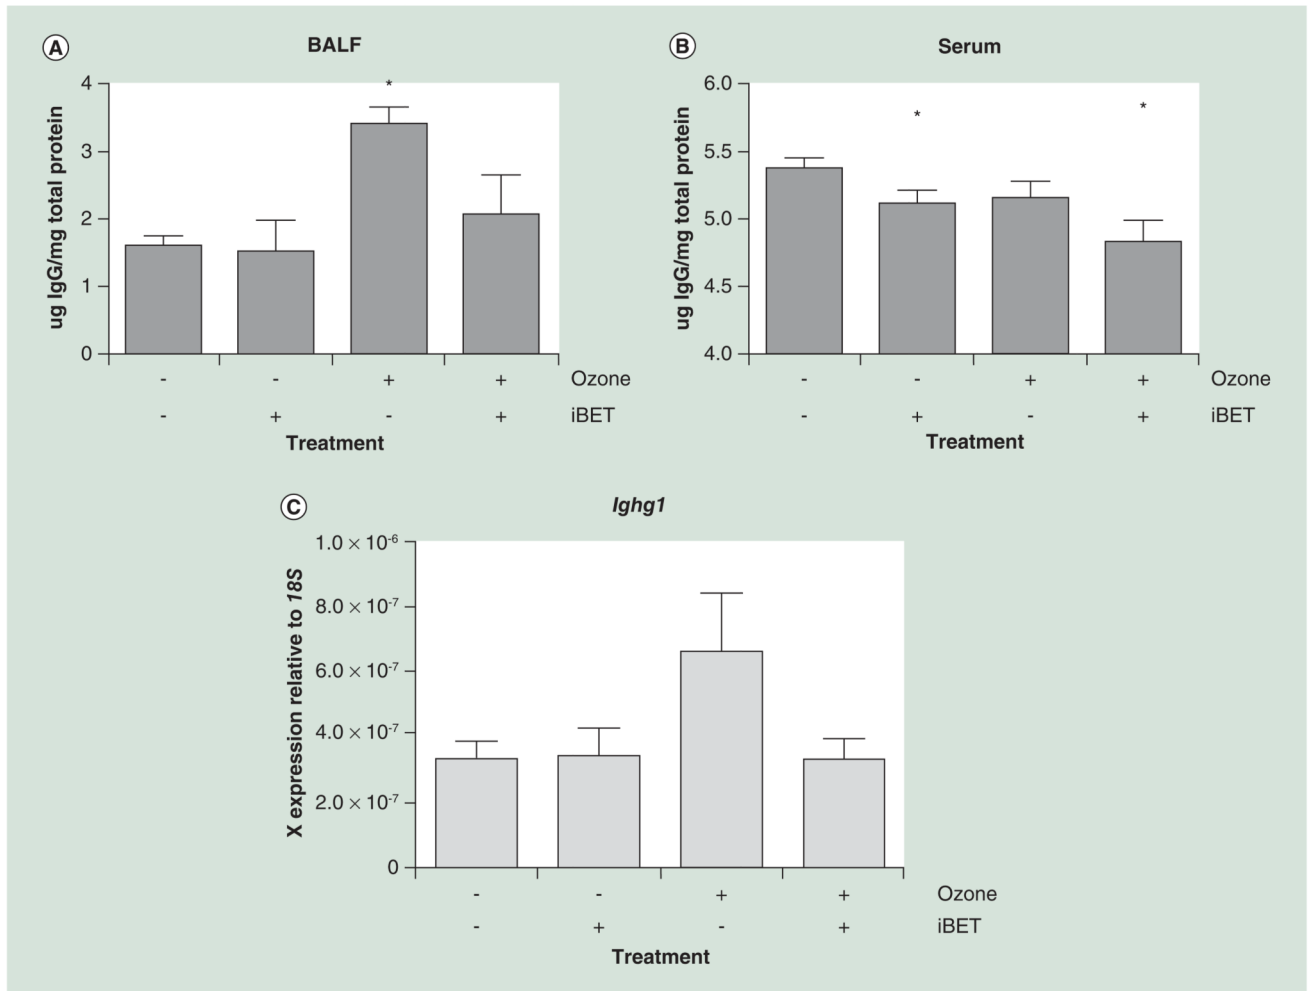 A BALF
ug IgG/mg total protein
4
*
3
2
1
0
- - + + Ozone
- + - + iBET
Treatment
B Serum
ug IgG/mg total protein
6.0
* *
5.5
5.0
4.5
4.0
- - + + Ozone
- + - + iBET
Treatment
C Ighg1
X expression relative to 18S
1.0 × 10⁻⁶
8.0 × 10⁻⁷
6.0 × 10⁻⁷
4.0 × 10⁻⁷
2.0 × 10⁻⁷
0
- - + + Ozone
- + - + iBET
Treatment